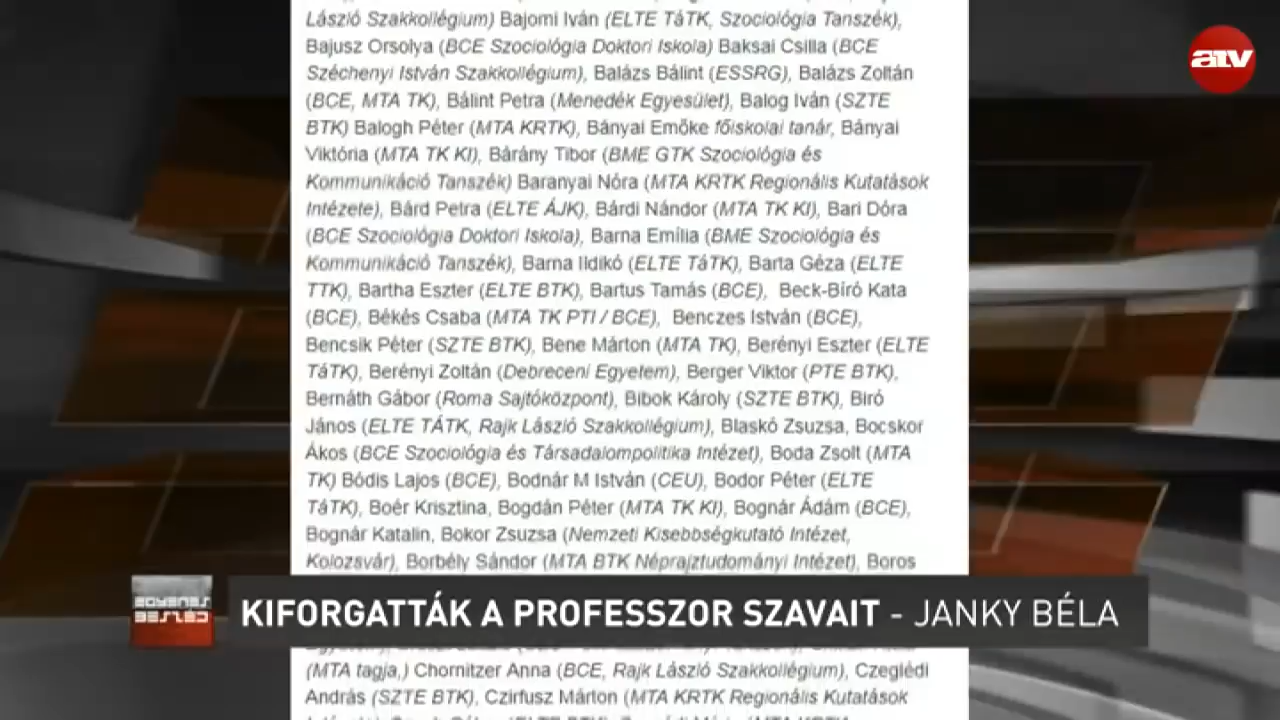 László Szakkollégium) Bajomi Iván (ELTE TáTK, Szociológia Tanszék),
Bajusz Orsolya (BCE Szociológia Doktori Iskola) Baksai Csilla (BCE
Széchenyi István Szakkollégium), Balázs Bálint (ESSRG), Balázs Zoltán
(BCE, MTA TK), Bálint Petra (Menedék Egyesület), Balog Iván (SZTE
BTK) Balogh Péter (MTA KRTK), Bányai Emőke főiskolai tanár, Bányai
Viktória (MTA TK KI), Bárány Tibor (BME GTK Szociológia és
Kommunikáció Tanszék) Baranyai Nóra (MTA KRTK Regionális Kutatások
Intézete), Bárd Petra (ELTE ÁJK), Bárdi Nándor (MTA TK KI), Bari Dóra
(BCE Szociológia Doktori Iskola), Barna Emília (BME Szociológia és
Kommunikáció Tanszék), Barna Ildikó (ELTE TáTK), Barta Géza (ELTE
TTK), Bartha Eszter (ELTE BTK), Bartus Tamás (BCE), Beck-Bíró Kata
(BCE), Békés Csaba (MTA TK PTI / BCE), Benczes István (BCE),
Bencsik Péter (SZTE BTK), Bene Márton (MTA TK), Berényi Eszter (ELTE
TáTK), Berényi Zoltán (Debreceni Egyetem), Berger Viktor (PTE BTK),
Bernáth Gábor (Roma Sajtóközpont), Bibok Károly (SZTE BTK), Bíró
János (ELTE TÁTK, Rajk László Szakkollégium), Blaskó Zsuzsa, Bocskor
Ákos (BCE Szociológia és Társadalompolitika Intézet), Boda Zsolt (MTA
TK) Bódis Lajos (BCE), Bodnár M István (CEU), Bodor Péter (ELTE
TáTK), Boér Krisztina, Bogdán Péter (MTA TK KI), Bognár Ádám (BCE),
Bognár Katalin, Bokor Zsuzsa (Nemzeti Kisebbségkutató Intézet,
Kolozsvár), Borbély Sándor (MTA BTK Néprajztudományi Intézet), Boros
KIFORGATTÁK A PROFESSZOR SZAVAIT - JANKY BÉLA
(MTA tagja,) Chornitzer Anna (BCE, Rajk László Szakkollégium), Czeglédi
András (SZTE BTK), Czirfusz Márton (MTA KRTK Regionális Kutatások
EGYENES
BESZÉD
atv